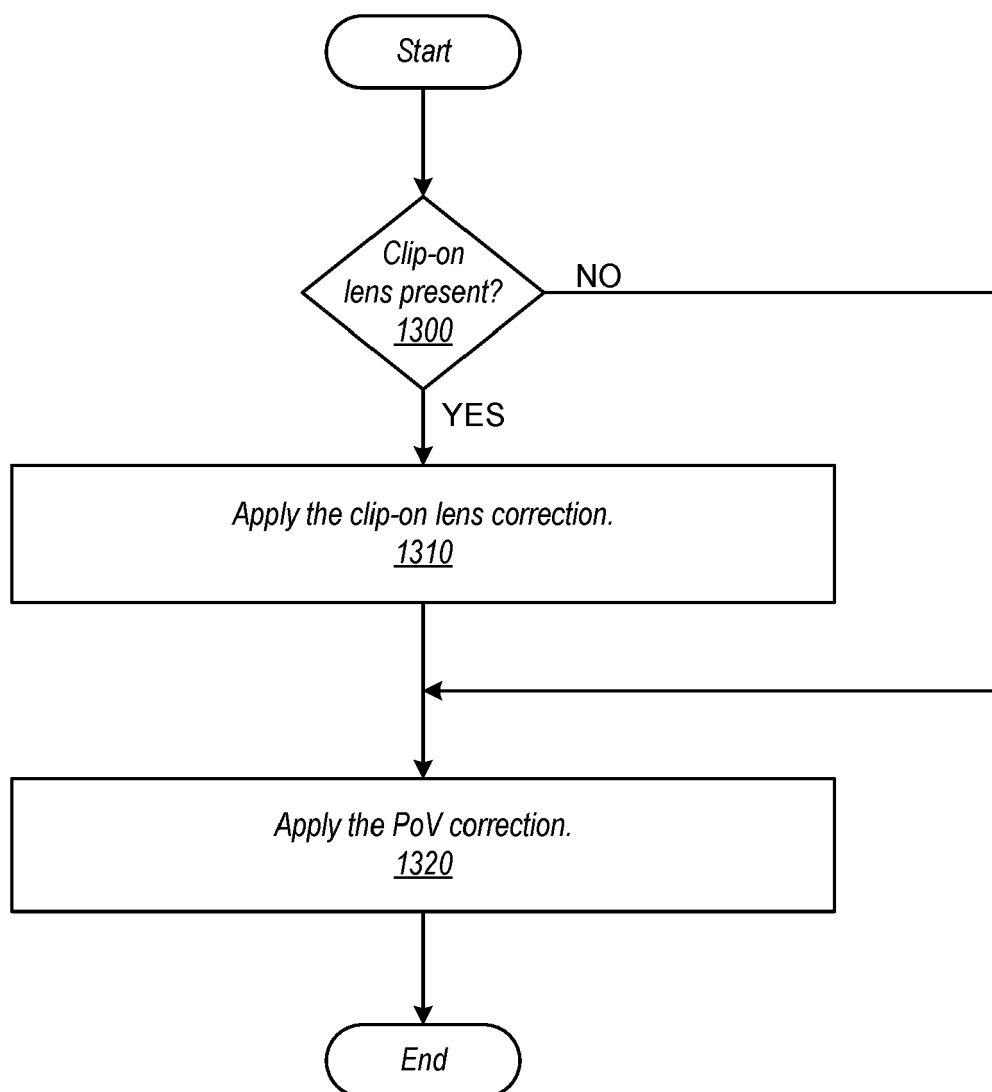 Start
Clip-on
lens present?
1300
NO
YES
Apply the clip-on lens correction.
1310
Apply the PoV correction.
1320
End